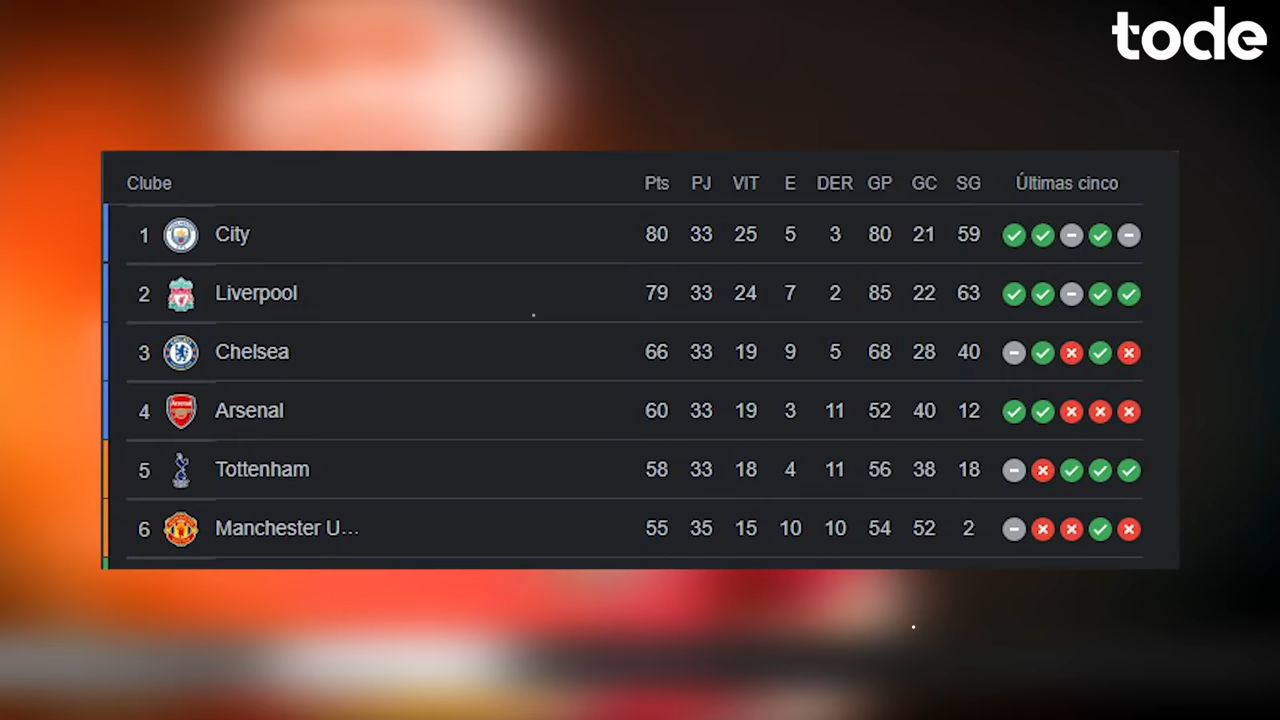 tode
Clube Pts PJ VIT E DER GP GC SG Últimas cinco
1 City 80 33 25 5 3 80 21 59
2 Liverpool 79 33 24 7 2 85 22 63
3 Chelsea 66 33 19 9 5 68 28 40
4 Arsenal 60 33 19 3 11 52 40 12
5 Tottenham 58 33 18 4 11 56 38 18
6 Manchester U... 55 35 15 10 10 54 52 2